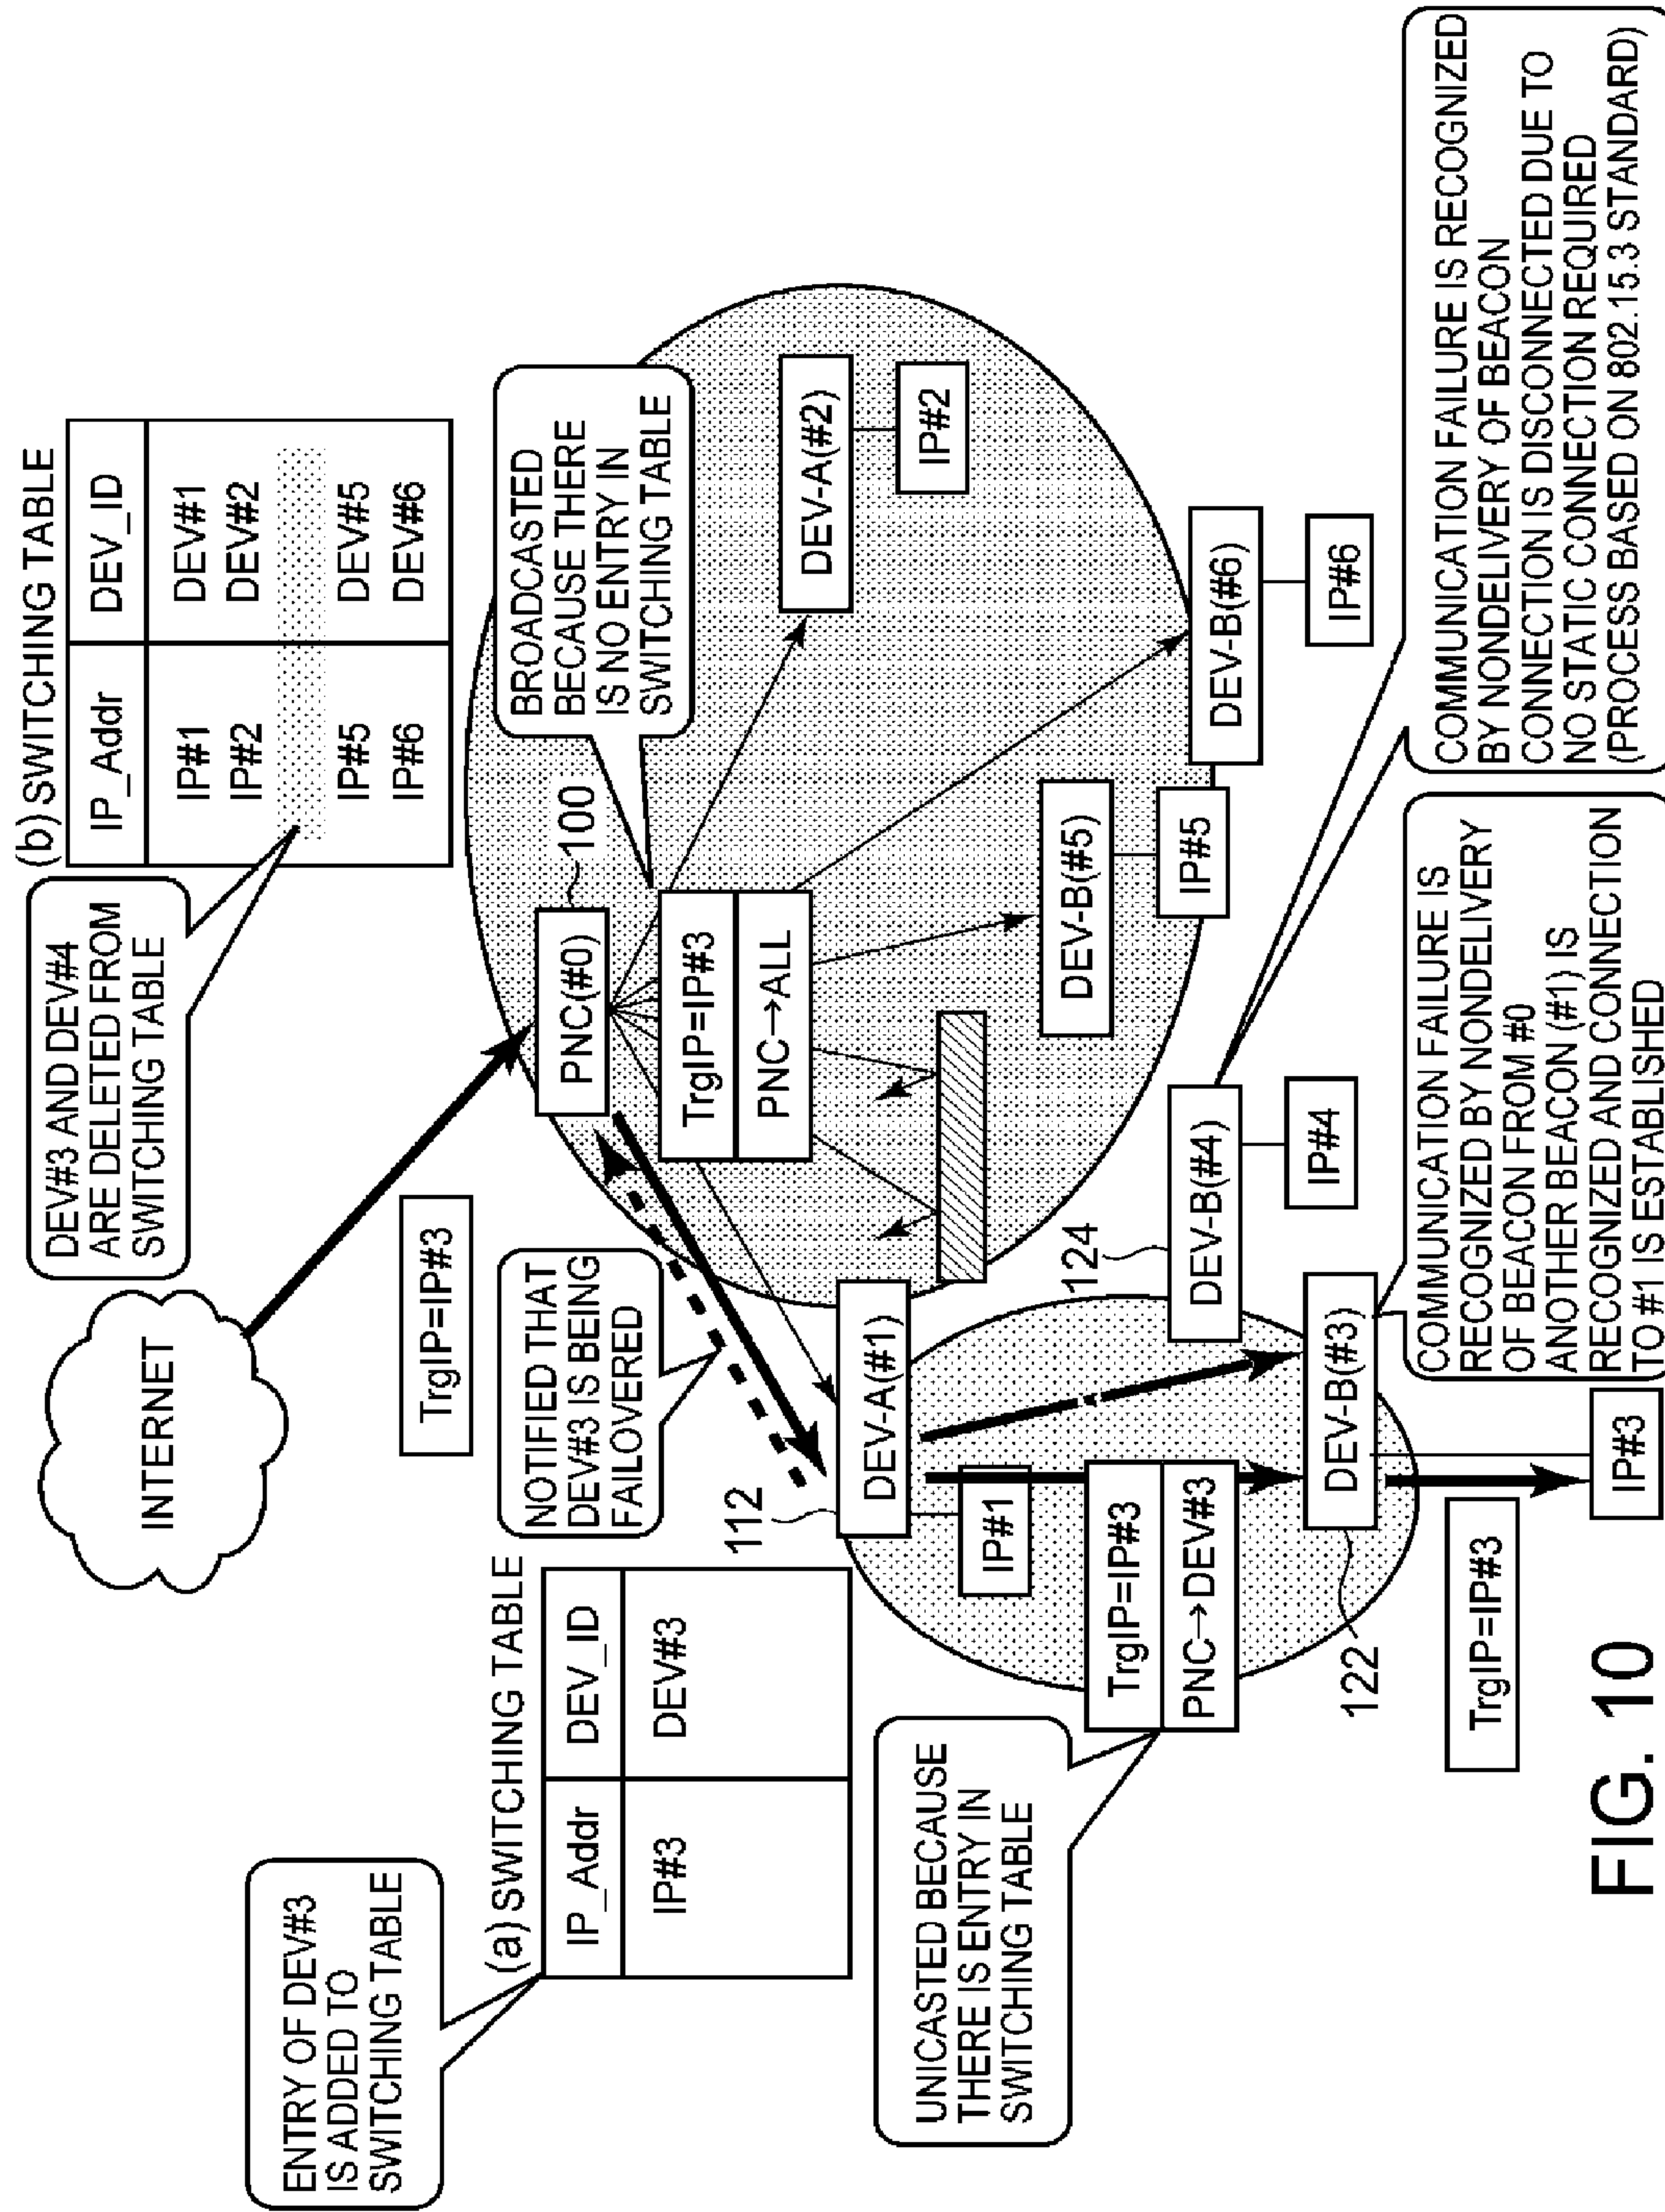 (b) SWITCHING TABLE
IP_Addr DEV_ID
IP#1 DEV#1
IP#2 DEV#2
IP#5 DEV#5
IP#6 DEV#6
DEV#3 AND DEV#4
ARE DELETED FROM
SWITCHING TABLE
INTERNET
TrgIP=IP#3
NOTIFIED THAT
DEV#3 IS BEING
FAILOVERED
ENTRY OF DEV#3
IS ADDED TO
SWITCHING TABLE
(a) SWITCHING TABLE
IP_Addr DEV_ID
IP#3 DEV#3
PNC(#0)
100
BROADCASTED
BECAUSE THERE
IS NO ENTRY IN
SWITCHING TABLE
TrgIP=IP#3
PNC→ALL
DEV-A(#2)
IP#2
112
DEV-A(#1)
IP#1
DEV-B(#5)
IP#5
DEV-B(#6)
IP#6
124
DEV-B(#4)
IP#4
UNICASTED BECAUSE
THERE IS ENTRY IN
SWITCHING TABLE
TrgIP=IP#3
PNC→DEV#3
122
DEV-B(#3)
TrgIP=IP#3
IP#3
COMMUNICATION FAILURE IS
RECOGNIZED BY NONDELIVERY
OF BEACON FROM #0
ANOTHER BEACON (#1) IS
RECOGNIZED AND CONNECTION
TO #1 IS ESTABLISHED
COMMUNICATION FAILURE IS RECOGNIZED
BY NONDELIVERY OF BEACON
CONNECTION IS DISCONNECTED DUE TO
NO STATIC CONNECTION REQUIRED
(PROCESS BASED ON 802.15.3 STANDARD)
FIG. 10